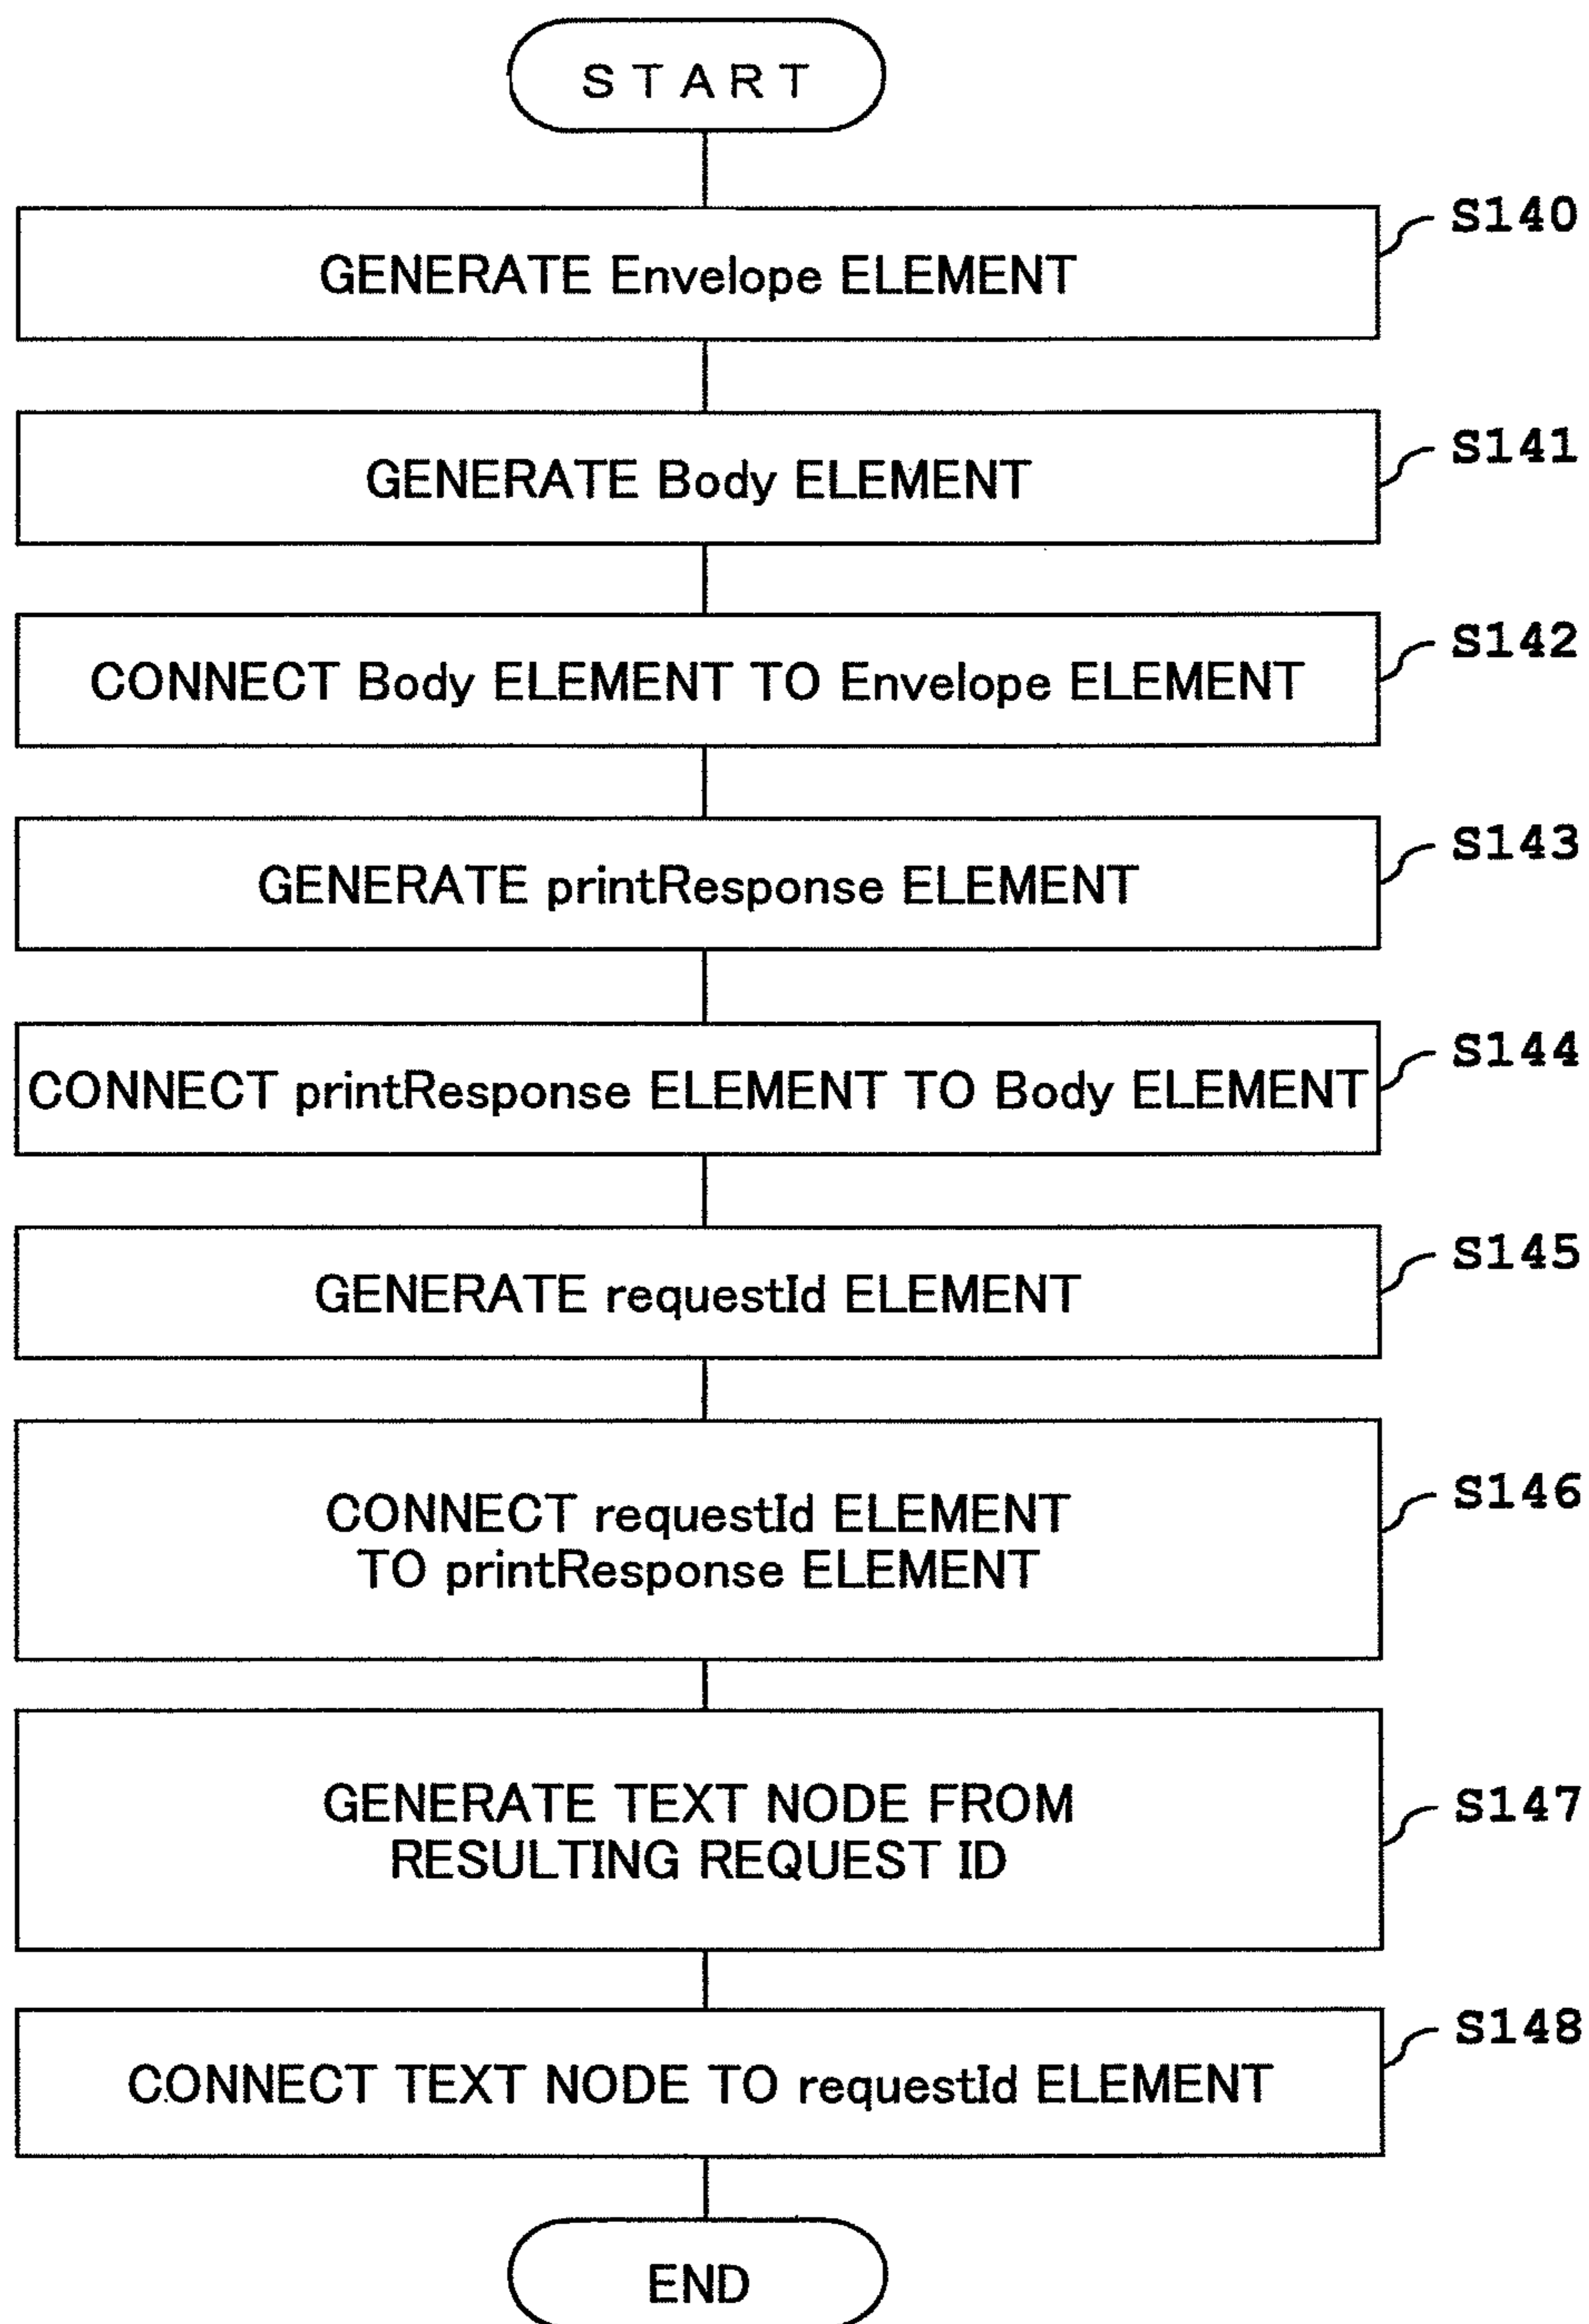 START
S140
GENERATE Envelope ELEMENT
S141
GENERATE Body ELEMENT
S142
CONNECT Body ELEMENT TO Envelope ELEMENT
S143
GENERATE printResponse ELEMENT
S144
CONNECT printResponse ELEMENT TO Body ELEMENT
S145
GENERATE requestId ELEMENT
S146
CONNECT requestId ELEMENT
TO printResponse ELEMENT
S147
GENERATE TEXT NODE FROM
RESULTING REQUEST ID
S148
CONNECT TEXT NODE TO requestId ELEMENT
END